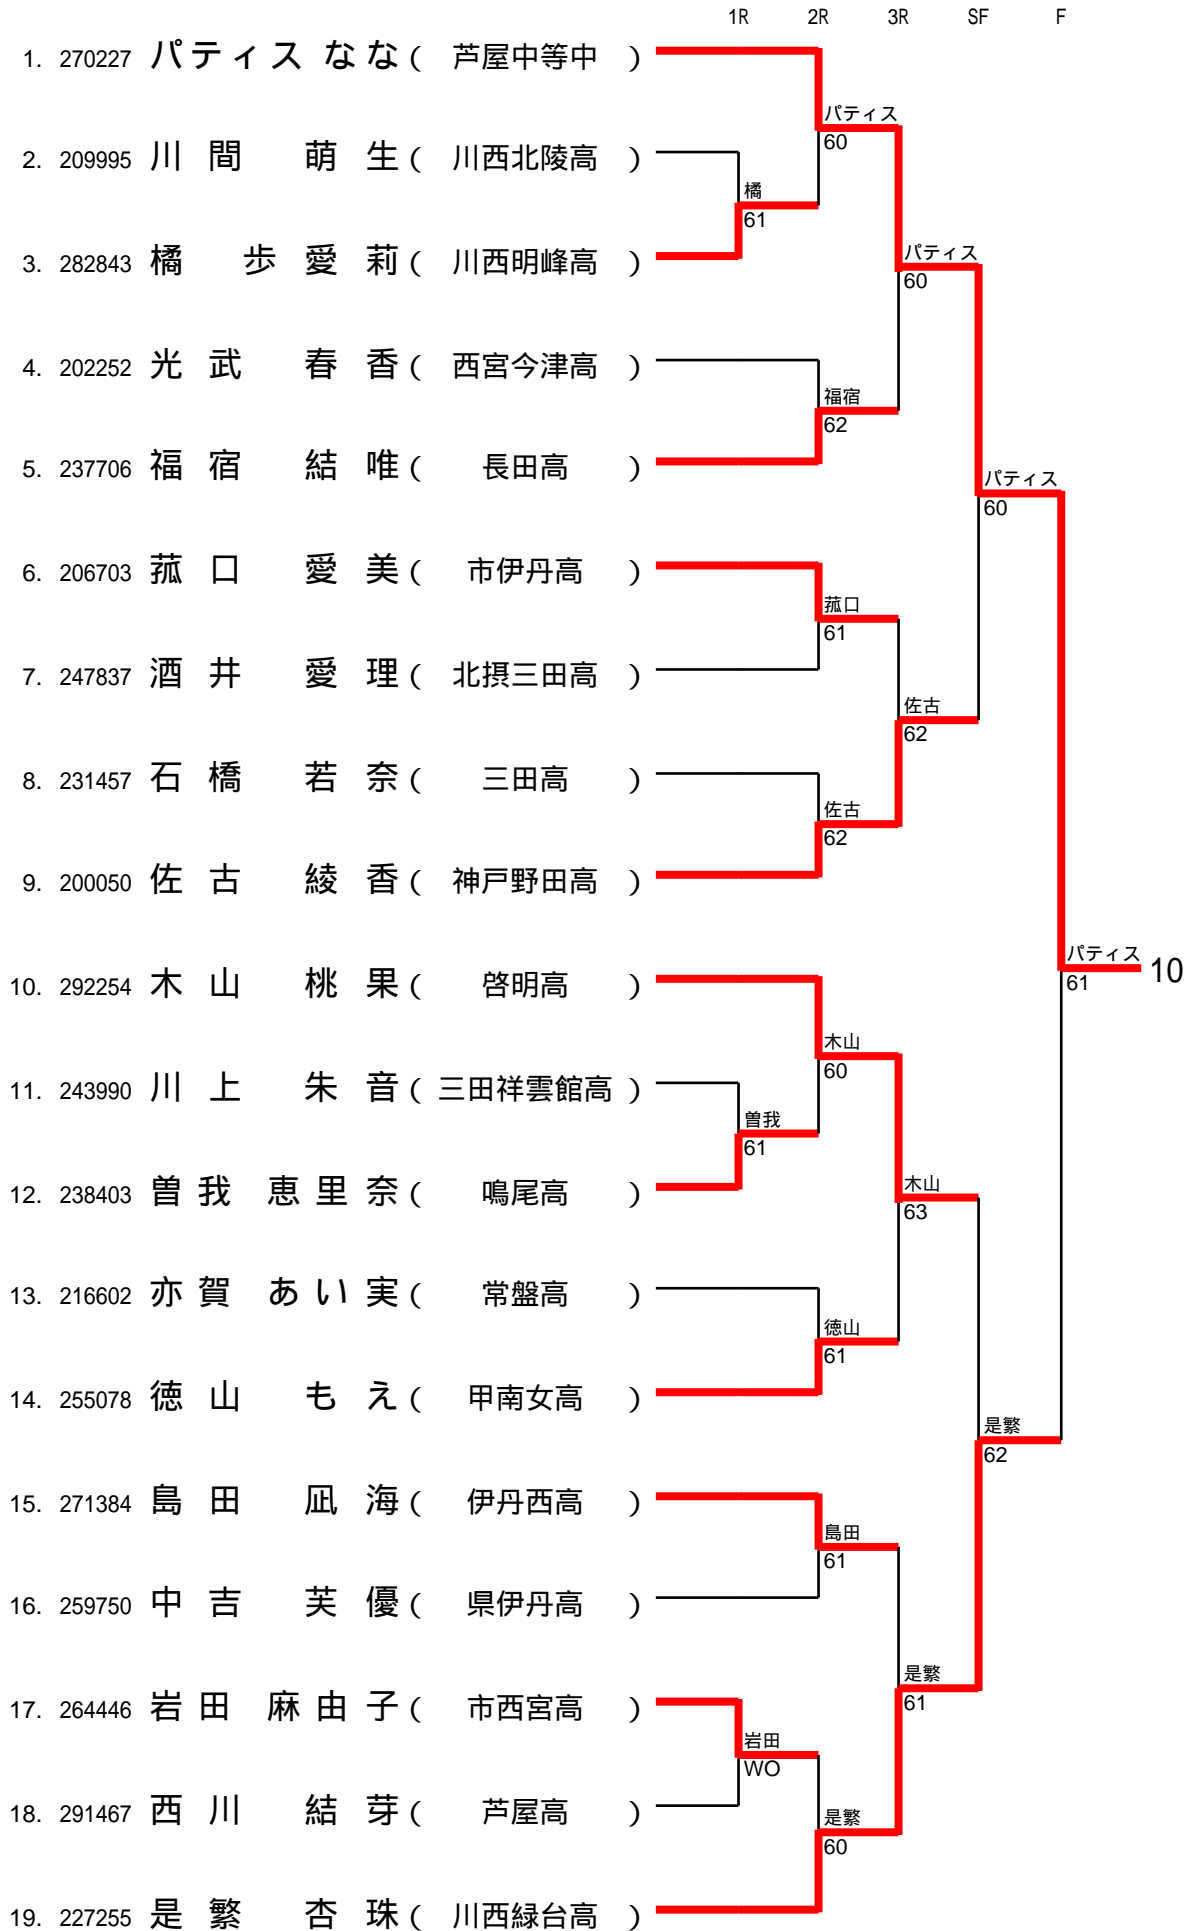 1R 2R 3R SF F
1. 270227 パティス なな ( 芦屋中等中 )
パティス
60
2. 209995 川間 萌生 ( 川西北陵高 )
橘
61
3. 282843 橘 歩愛莉 ( 川西明峰高 )
パティス
60
4. 202252 光武 春香 ( 西宮今津高 )
福宿
62
5. 237706 福宿 結唯 ( 長田高 )
パティス
60
6. 206703 菰口 愛美 ( 市伊丹高 )
菰口
61
7. 247837 酒井 愛理 ( 北摂三田高 )
佐古
62
8. 231457 石橋 若奈 ( 三田高 )
佐古
62
9. 200050 佐古 綾香 ( 神戸野田高 )
パティス
61
10
10. 292254 木山 桃果 ( 啓明高 )
木山
60
11. 243990 川上 朱音 ( 三田祥雲館高 )
曽我
61
12. 238403 曽我 恵里奈 ( 鳴尾高 )
木山
63
13. 216602 亦賀 あい実 ( 常盤高 )
徳山
61
14. 255078 徳山 もえ ( 甲南女高 )
是繁
62
15. 271384 島田 凪海 ( 伊丹西高 )
島田
61
16. 259750 中吉 芙優 ( 県伊丹高 )
是繁
61
17. 264446 岩田 麻由子 ( 市西宮高 )
岩田
WO
18. 291467 西川 結芽 ( 芦屋高 )
是繁
60
19. 227255 是繁 杏珠 ( 川西緑台高 )